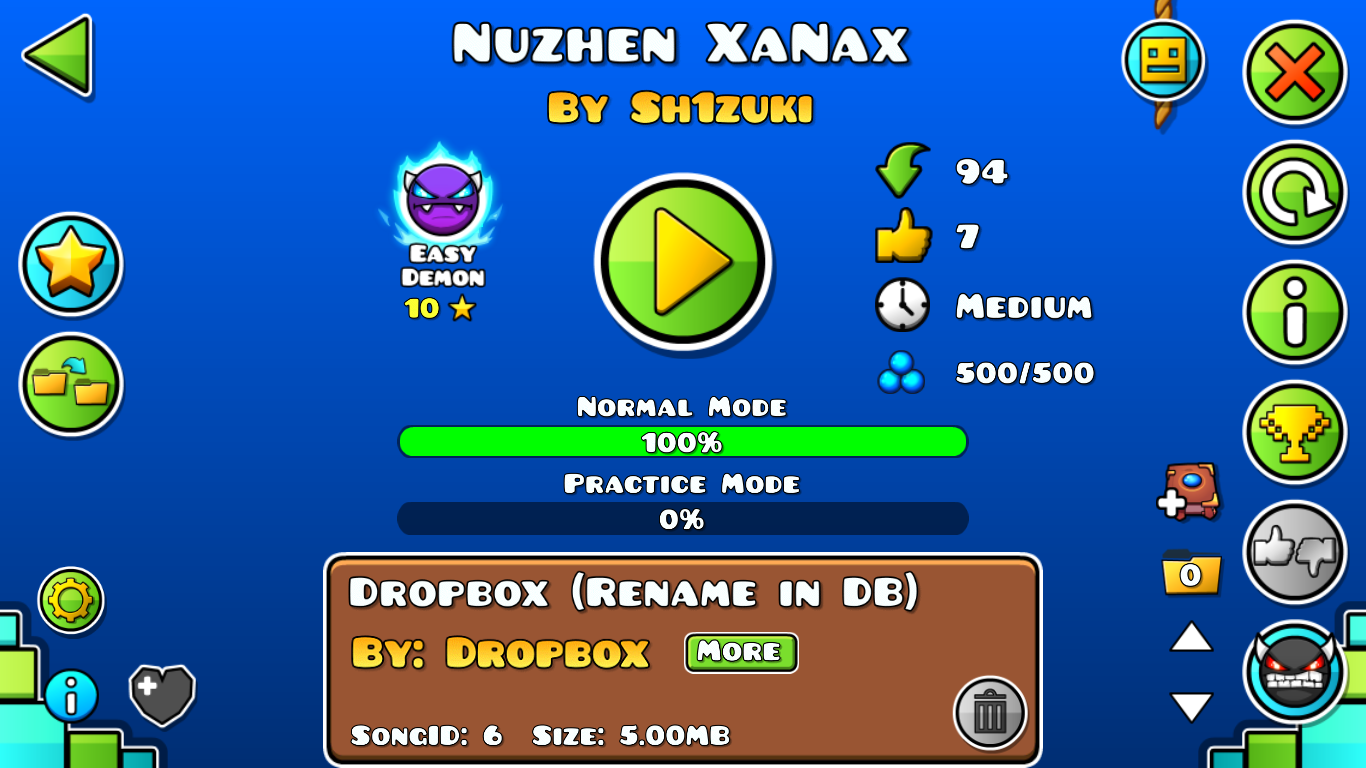 Nuzhen XaNax
By Sh1zuki
94
7
Easy
Demon
10
Medium
500/500
Normal Mode
100%
Practice Mode
0%
Dropbox (Rename in DB)
By: Dropbox
More
SongID: 6 Size: 5.00MB
0